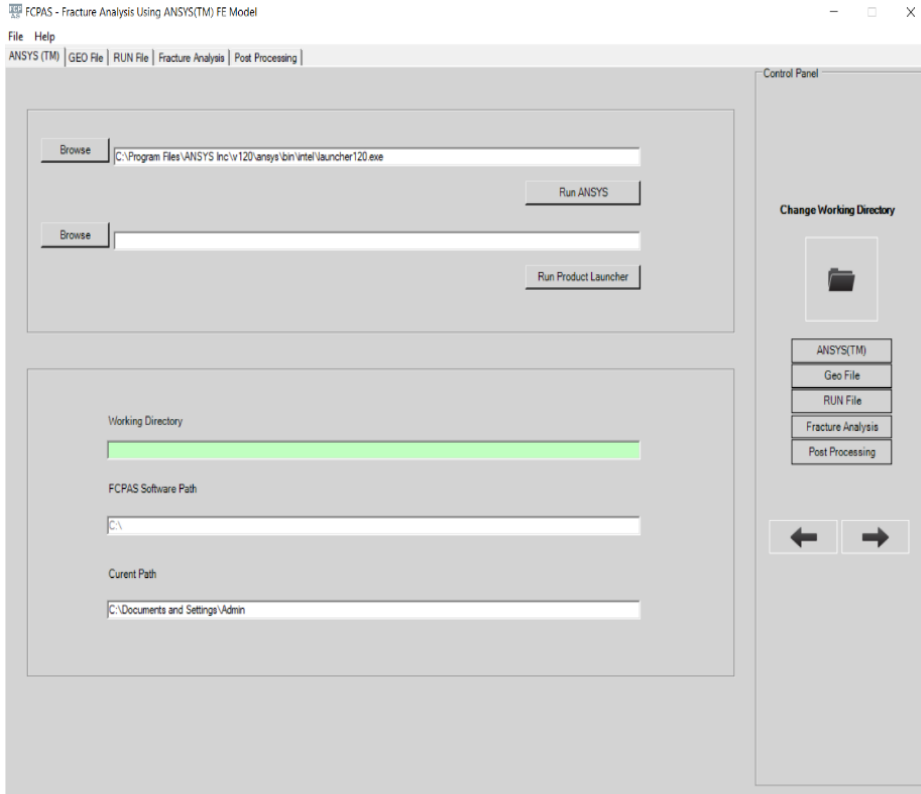 FCPAS - Fracture Analysis Using ANSYS(TM) FE Model
File Help
ANSYS (TM) GEO File RUN File Fracture Analysis Post Processing
Control Panel
Browse C:\Program Files\ANSYS Inc\v120\ansys\bin\intel\launcher120.exe
Run ANSYS
Browse
Run Product Launcher
Change Working Directory
ANSYS(TM)
Geo File
RUN File
Fracture Analysis
Post Processing
Working Directory
FCPAS Software Path
C:\
Curent Path
C:\Documents and Settings\Admin